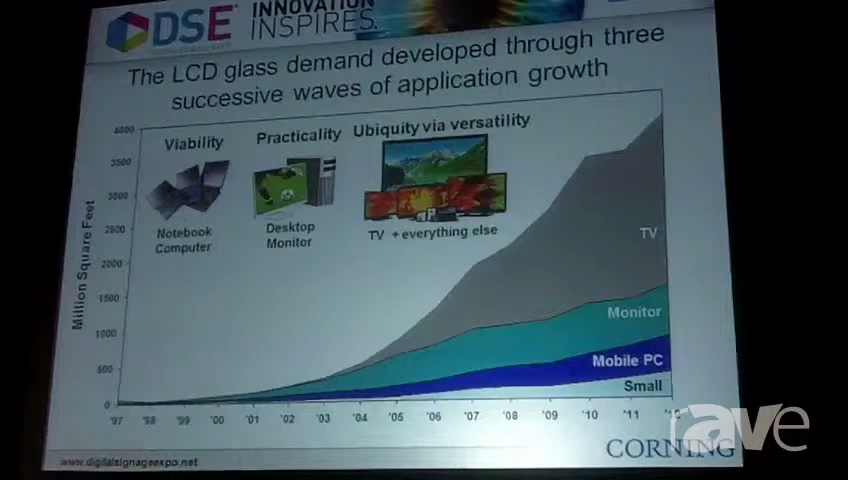 DSE
INNOVATION
INSPIRES.
The LCD glass demand developed through three
successive waves of application growth
Viability
Practicality
Ubiquity via versatility
Notebook
Computer
Desktop
Monitor
TV + everything else
Million Square Feet
4000
3500
3000
2500
2000
1500
1000
500
0
TV
Monitor
Mobile PC
Small
'97 '98 '99 '00 '01 '02 '03 '04 '05 '06 '07 '08 '09 '10 '11
www.digitalsignageexpo.net
CORNING
rave